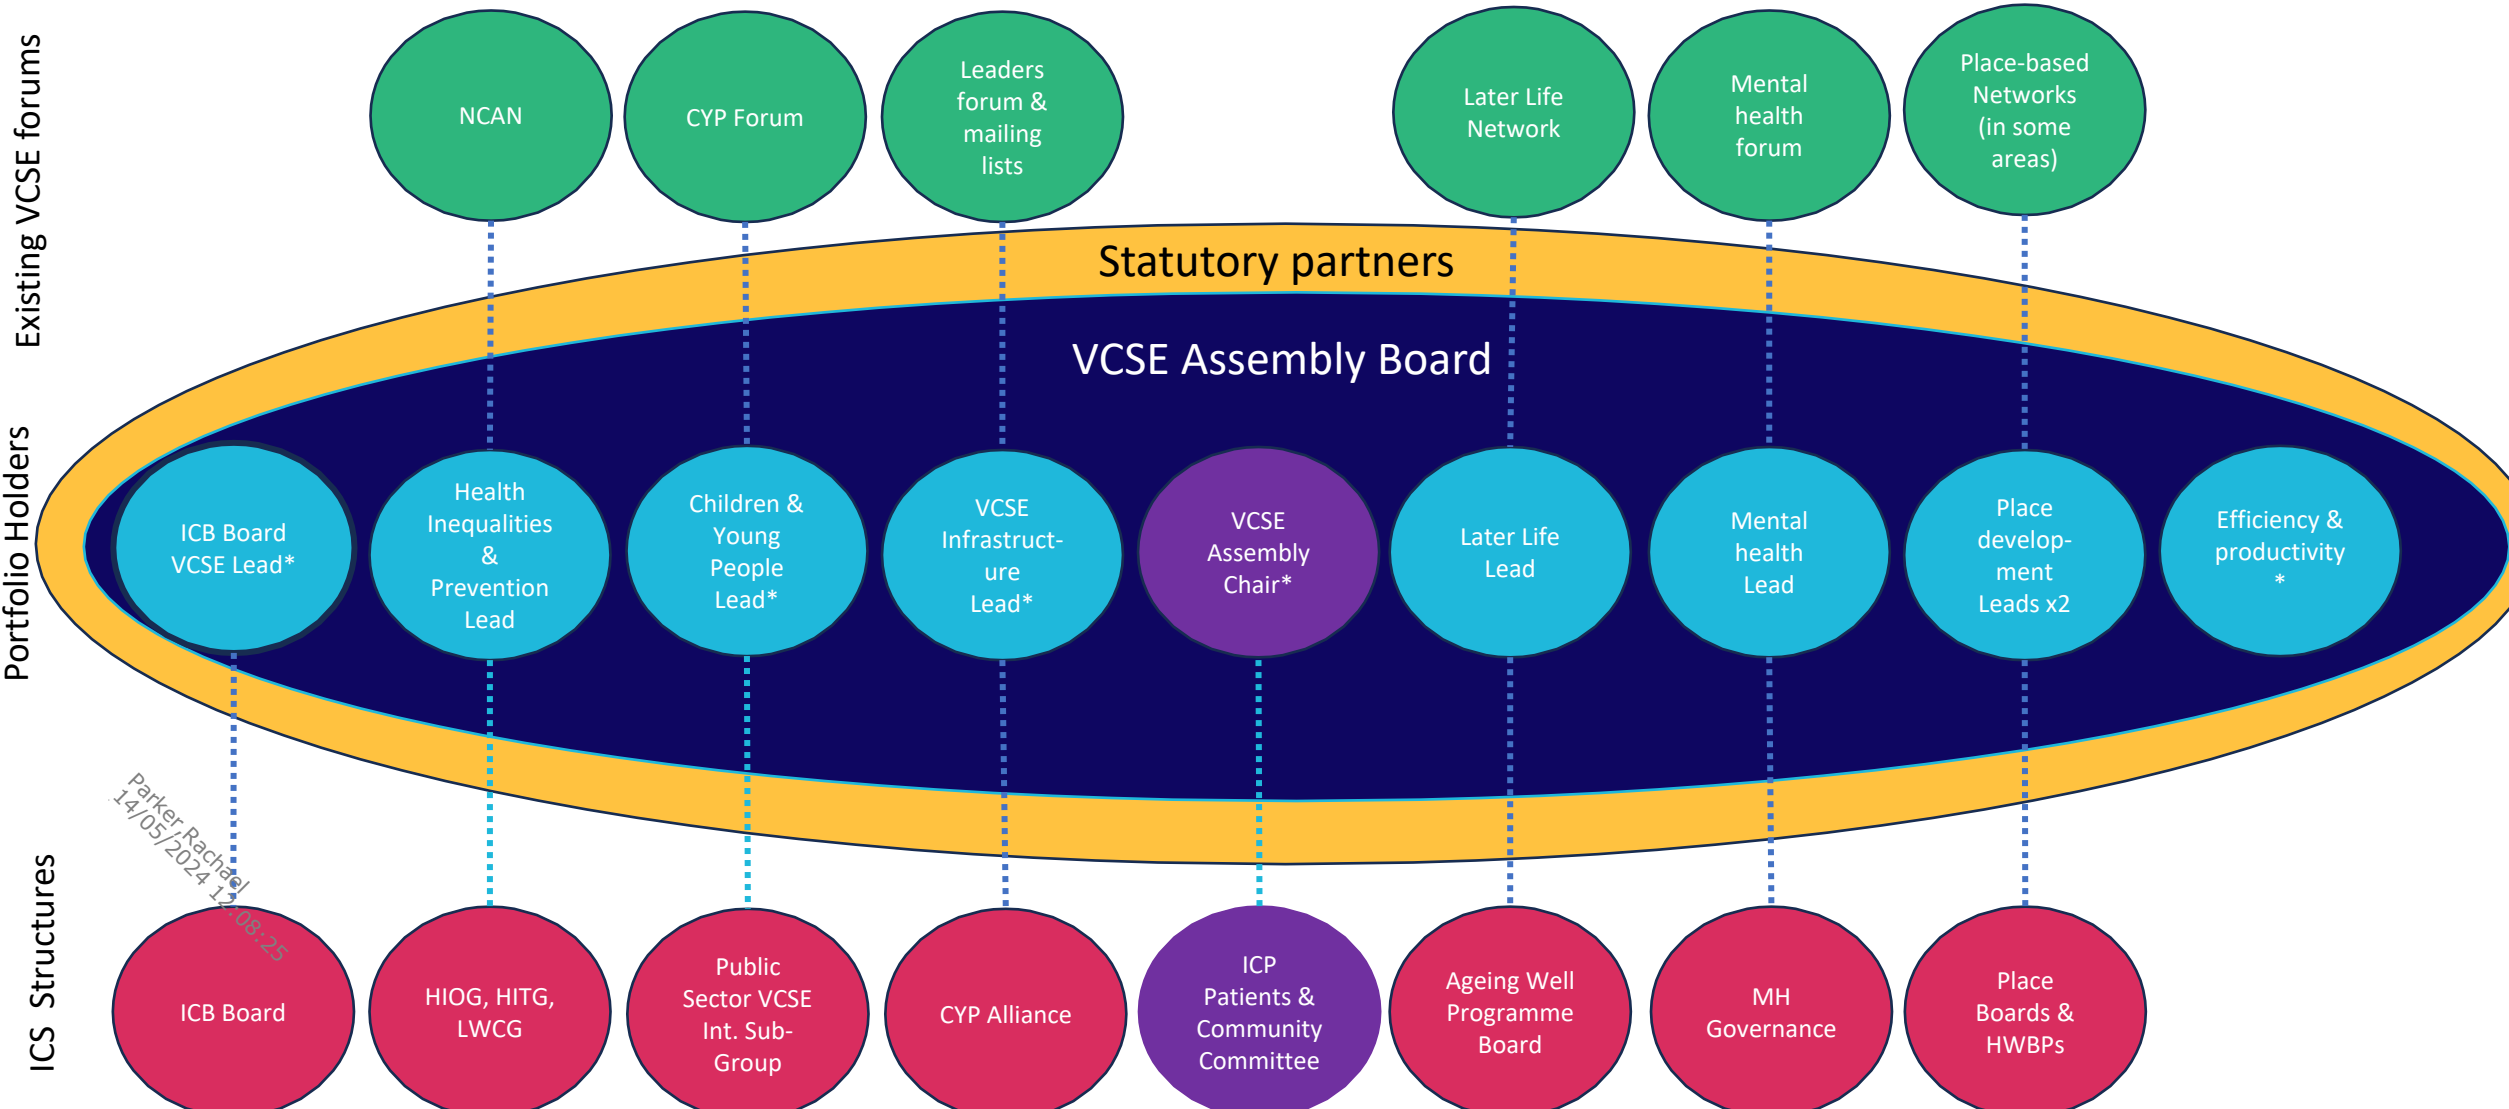 Existing VCSE forums
NCAN
CYP Forum
Leaders
forum &
mailing
lists
Later Life
Network
Mental
health
forum
Place-based
Networks
(in some
areas)
Statutory partners
VCSE Assembly Board
Portfolio Holders
ICB Board
VCSE Lead*
Health
Inequalities
&
Prevention
Lead
Children &
Young
People
Lead*
VCSE
Infrastruct-
ure
Lead*
VCSE
Assembly
Chair*
Later Life
Lead
Mental
health
Lead
Place
develop-
ment
Leads x2
Efficiency &
productivity
*
Parker,Rachael
14/05/2024 12:08:25
ICS Structures
ICB Board
HIOG, HITG,
LWCG
Public
Sector VCSE
Int. Sub-
Group
CYP Alliance
ICP
Patients &
Community
Committee
Ageing Well
Programme
Board
MH
Governance
Place
Boards &
HWBPs